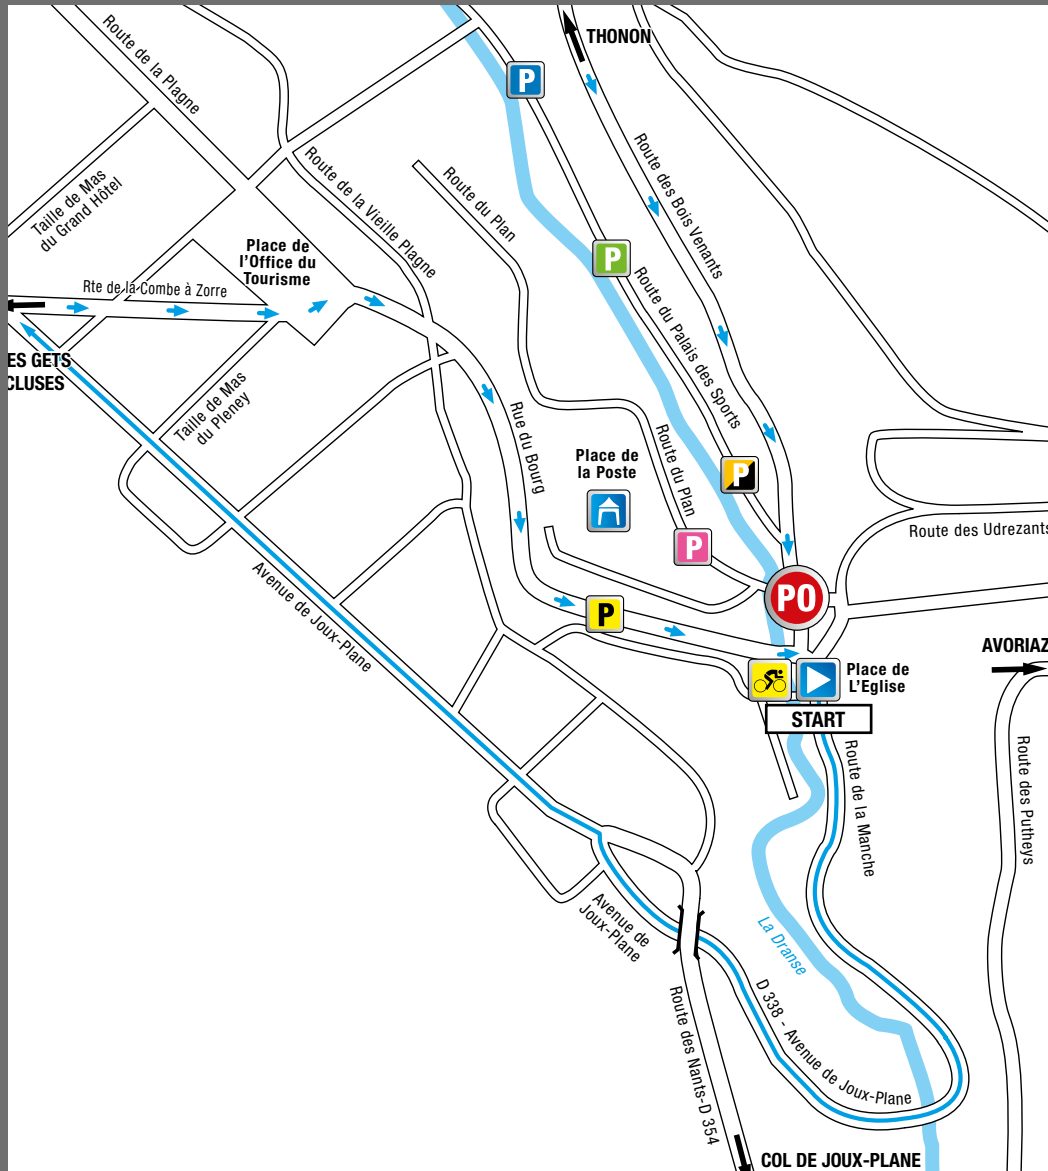 THONON
P
Route de la Plagne
Route des Bois Venants
Route de la Vieille Plagne
Route du Plan
Taille de Mas
du Grand Hôtel
Place de
l'Office du
Tourisme
P
Route du Palais des Sports
Rte de la Combe à Zorre
ES GETS
CLUSES
Taille de Mas
du Pleney
Rue du Bourg
Place de
la Poste
Route du Plan
P
Route des Udrezants
P
Avenue de Joux-Plane
P
PO
AVORIAZ
Place de
L'Eglise
START
Route de la Manche
Route des Putheys
Avenue de
Joux-Plane
La Dranse
D 338 - Avenue de Joux-Plane
Route des Nants-D 354
COL DE JOUX-PLANE